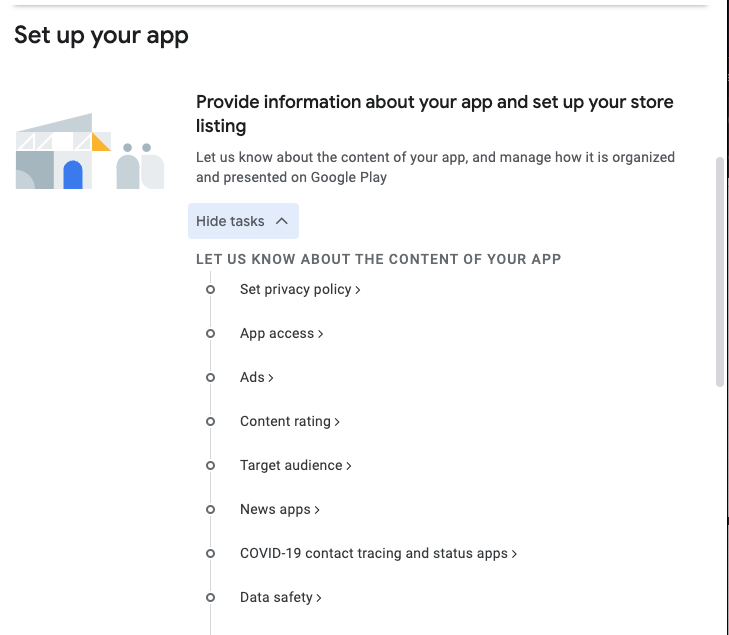 Set up your app
Provide information about your app and set up your store
listing
Let us know about the content of your app, and manage how it is organized
and presented on Google Play
Hide tasks
LET US KNOW ABOUT THE CONTENT OF YOUR APP
Set privacy policy
App access
Ads
Content rating
Target audience
News apps
COVID-19 contact tracing and status apps
Data safety